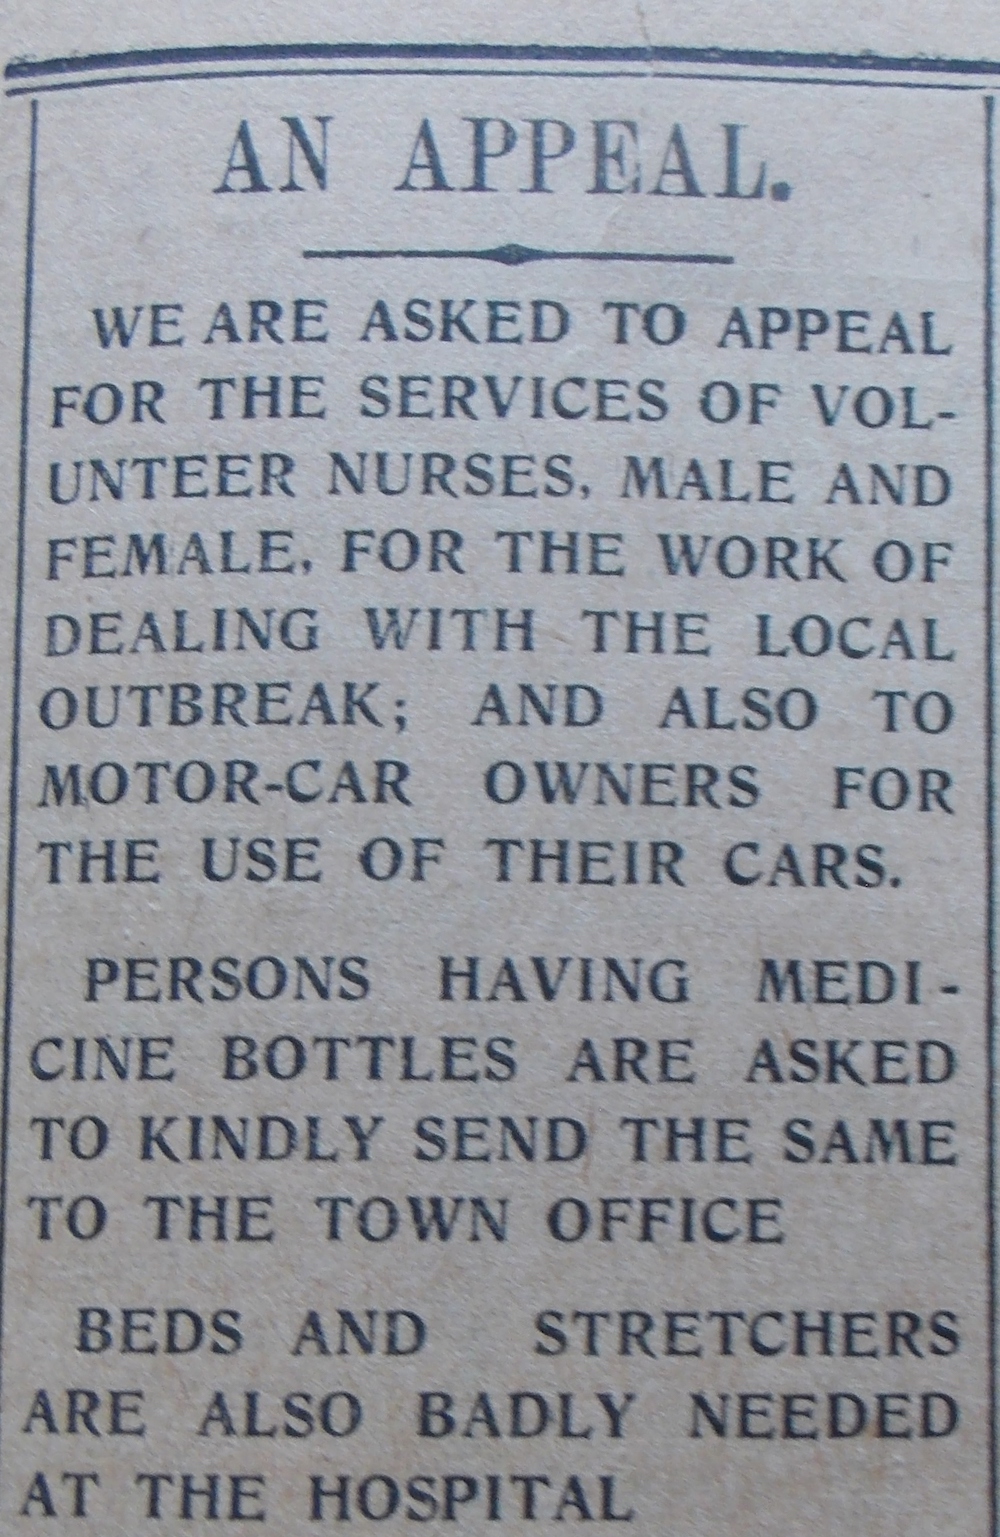 AN APPEAL.
WE ARE ASKED TO APPEAL
FOR THE SERVICES OF VOL-
UNTEER NURSES, MALE AND
FEMALE, FOR THE WORK OF
DEALING WITH THE LOCAL
OUTBREAK; AND ALSO TO
MOTOR-CAR OWNERS FOR
THE USE OF THEIR CARS.
PERSONS HAVING MEDI-
CINE BOTTLES ARE ASKED
TO KINDLY SEND THE SAME
TO THE TOWN OFFICE
BEDS AND STRETCHERS
ARE ALSO BADLY NEEDED
AT THE HOSPITAL